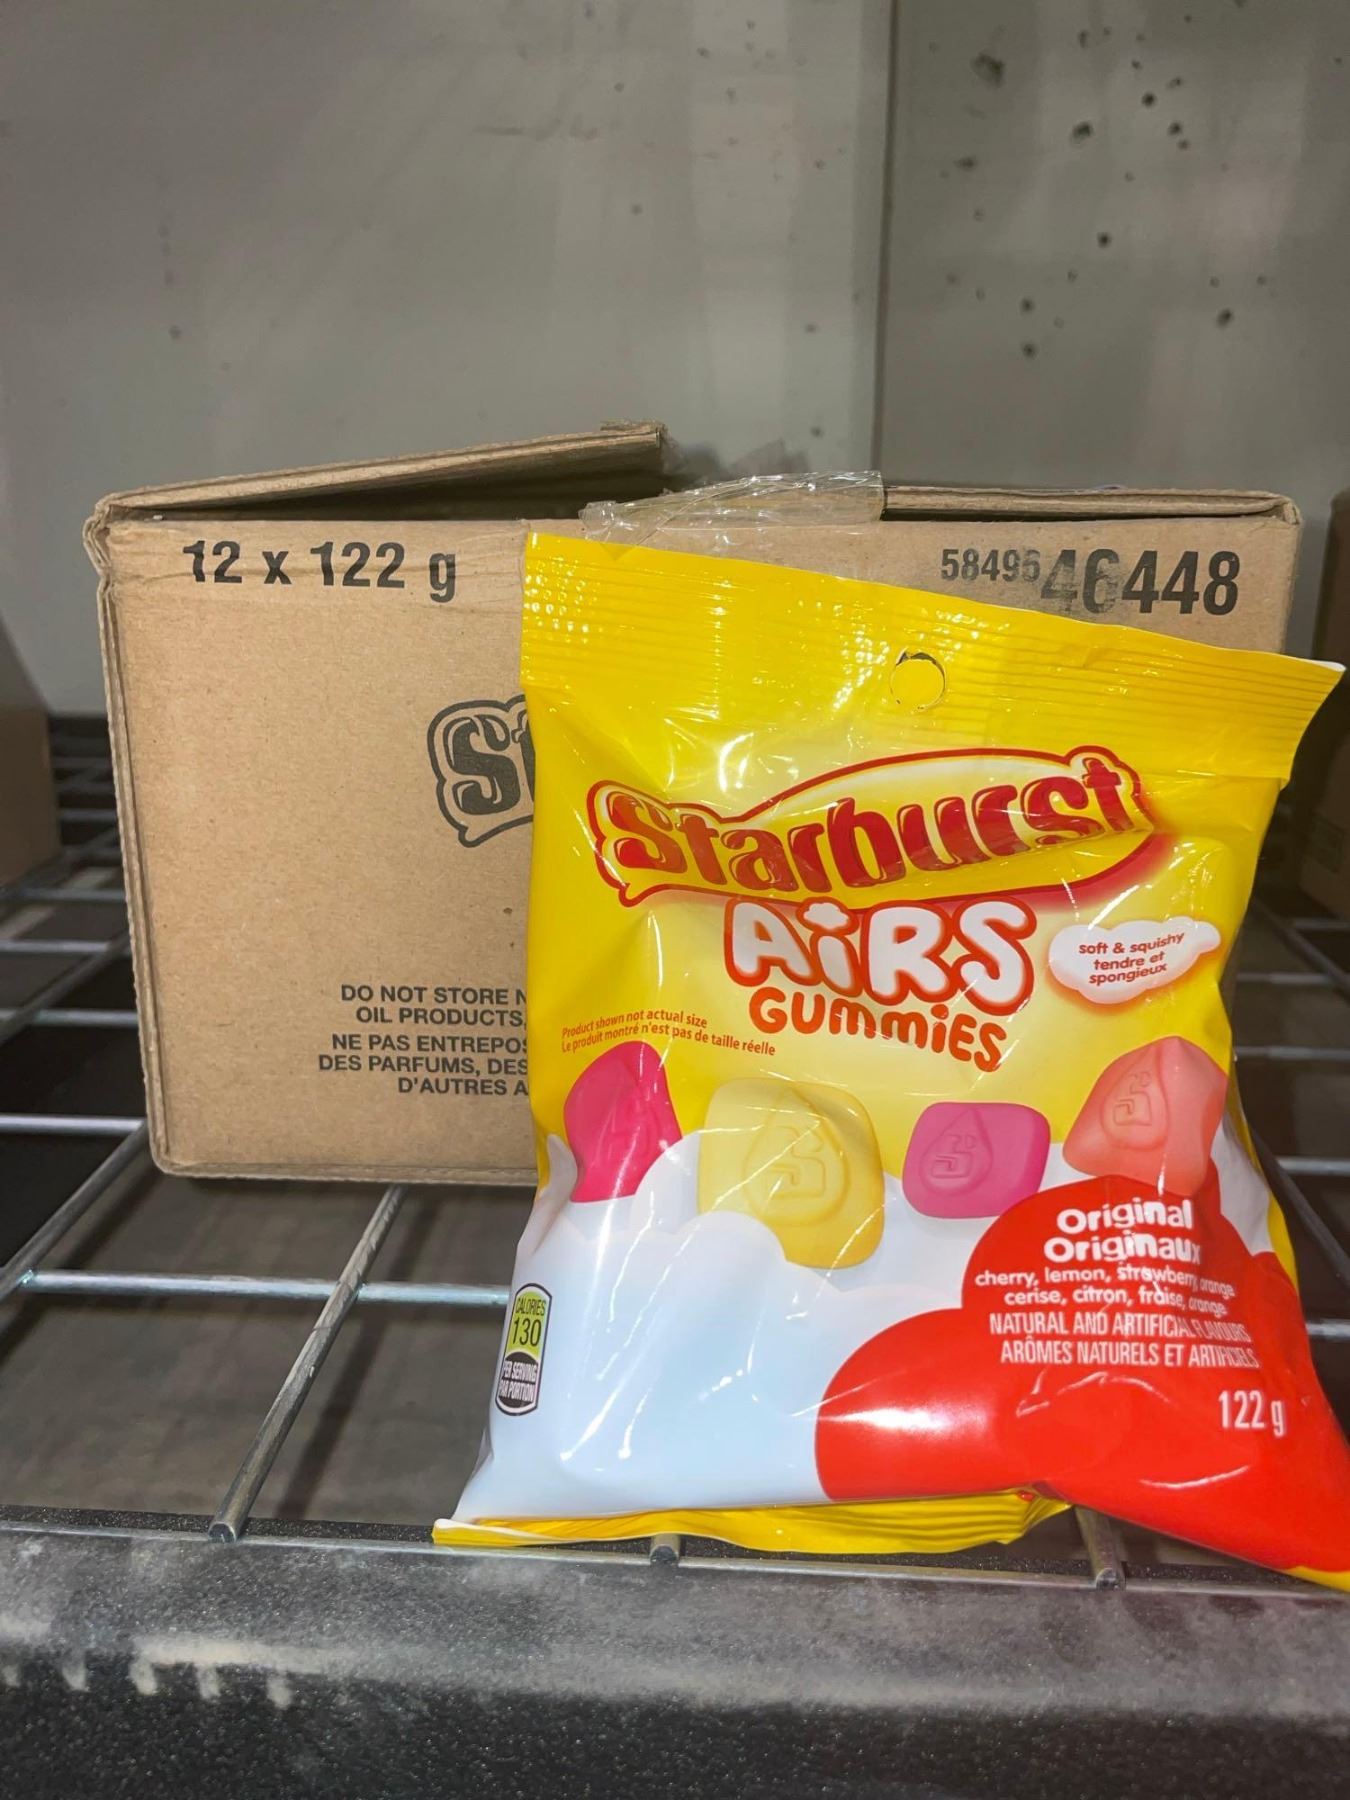 12 x 122 g
58496 46448
St
DO NOT STORE N
OIL PRODUCTS,
NE PAS ENTREPOS
DES PARFUMS, DES
D'AUTRES A
Starburst
AiRS
GUMMiES
soft & squishy
tendre et
spongieux
Product shown not actual size
Le produit montré n'est pas de taille réelle
Original
Originaux
cherry, lemon, strawberry, orange
cerise, citron, fraise, orange
NATURAL AND ARTIFICIAL FLAVOURS
ARÔMES NATURELS ET ARTIFICIELS
CALORIES
130
PER SERVING
PAR PORTION
122 g